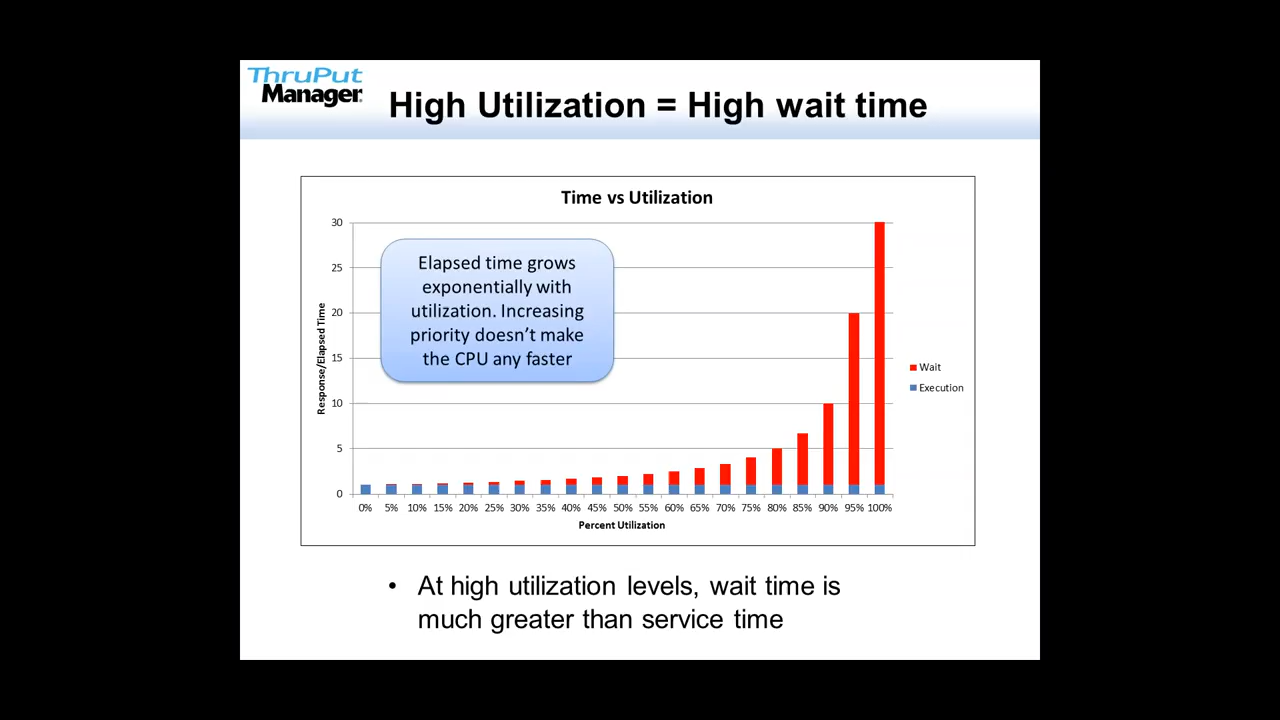 ThruPut
Manager®
High Utilization = High wait time
Time vs Utilization
30
25
20
15
10
5
0
Response/Elapsed Time
Elapsed time grows
exponentially with
utilization. Increasing
priority doesn't make
the CPU any faster
Wait
Execution
0% 5% 10% 15% 20% 25% 30% 35% 40% 45% 50% 55% 60% 65% 70% 75% 80% 85% 90% 95% 100%
Percent Utilization
• At high utilization levels, wait time is
much greater than service time